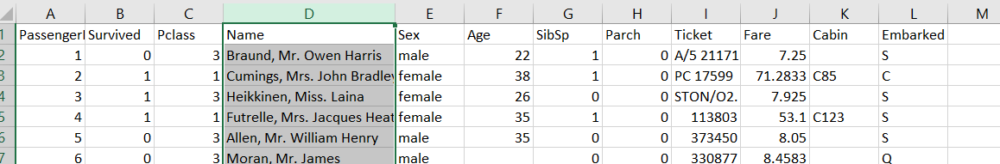 A B C D E F G H I J K L M
1 PassengerI Survived Pclass Name Sex Age SibSp Parch Ticket Fare Cabin Embarked
2 1 0 3 Braund, Mr. Owen Harris male 22 1 0 A/5 21171 7.25 S
3 2 1 1 Cumings, Mrs. John Bradley female 38 1 0 PC 17599 71.2833 C85 C
4 3 1 3 Heikkinen, Miss. Laina female 26 0 0 STON/O2. 7.925 S
5 4 1 1 Futrelle, Mrs. Jacques Heat female 35 1 0 113803 53.1 C123 S
6 5 0 3 Allen, Mr. William Henry male 35 0 0 373450 8.05 S
7 6 0 3 Moran, Mr. James male 0 0 330877 8.4583 Q